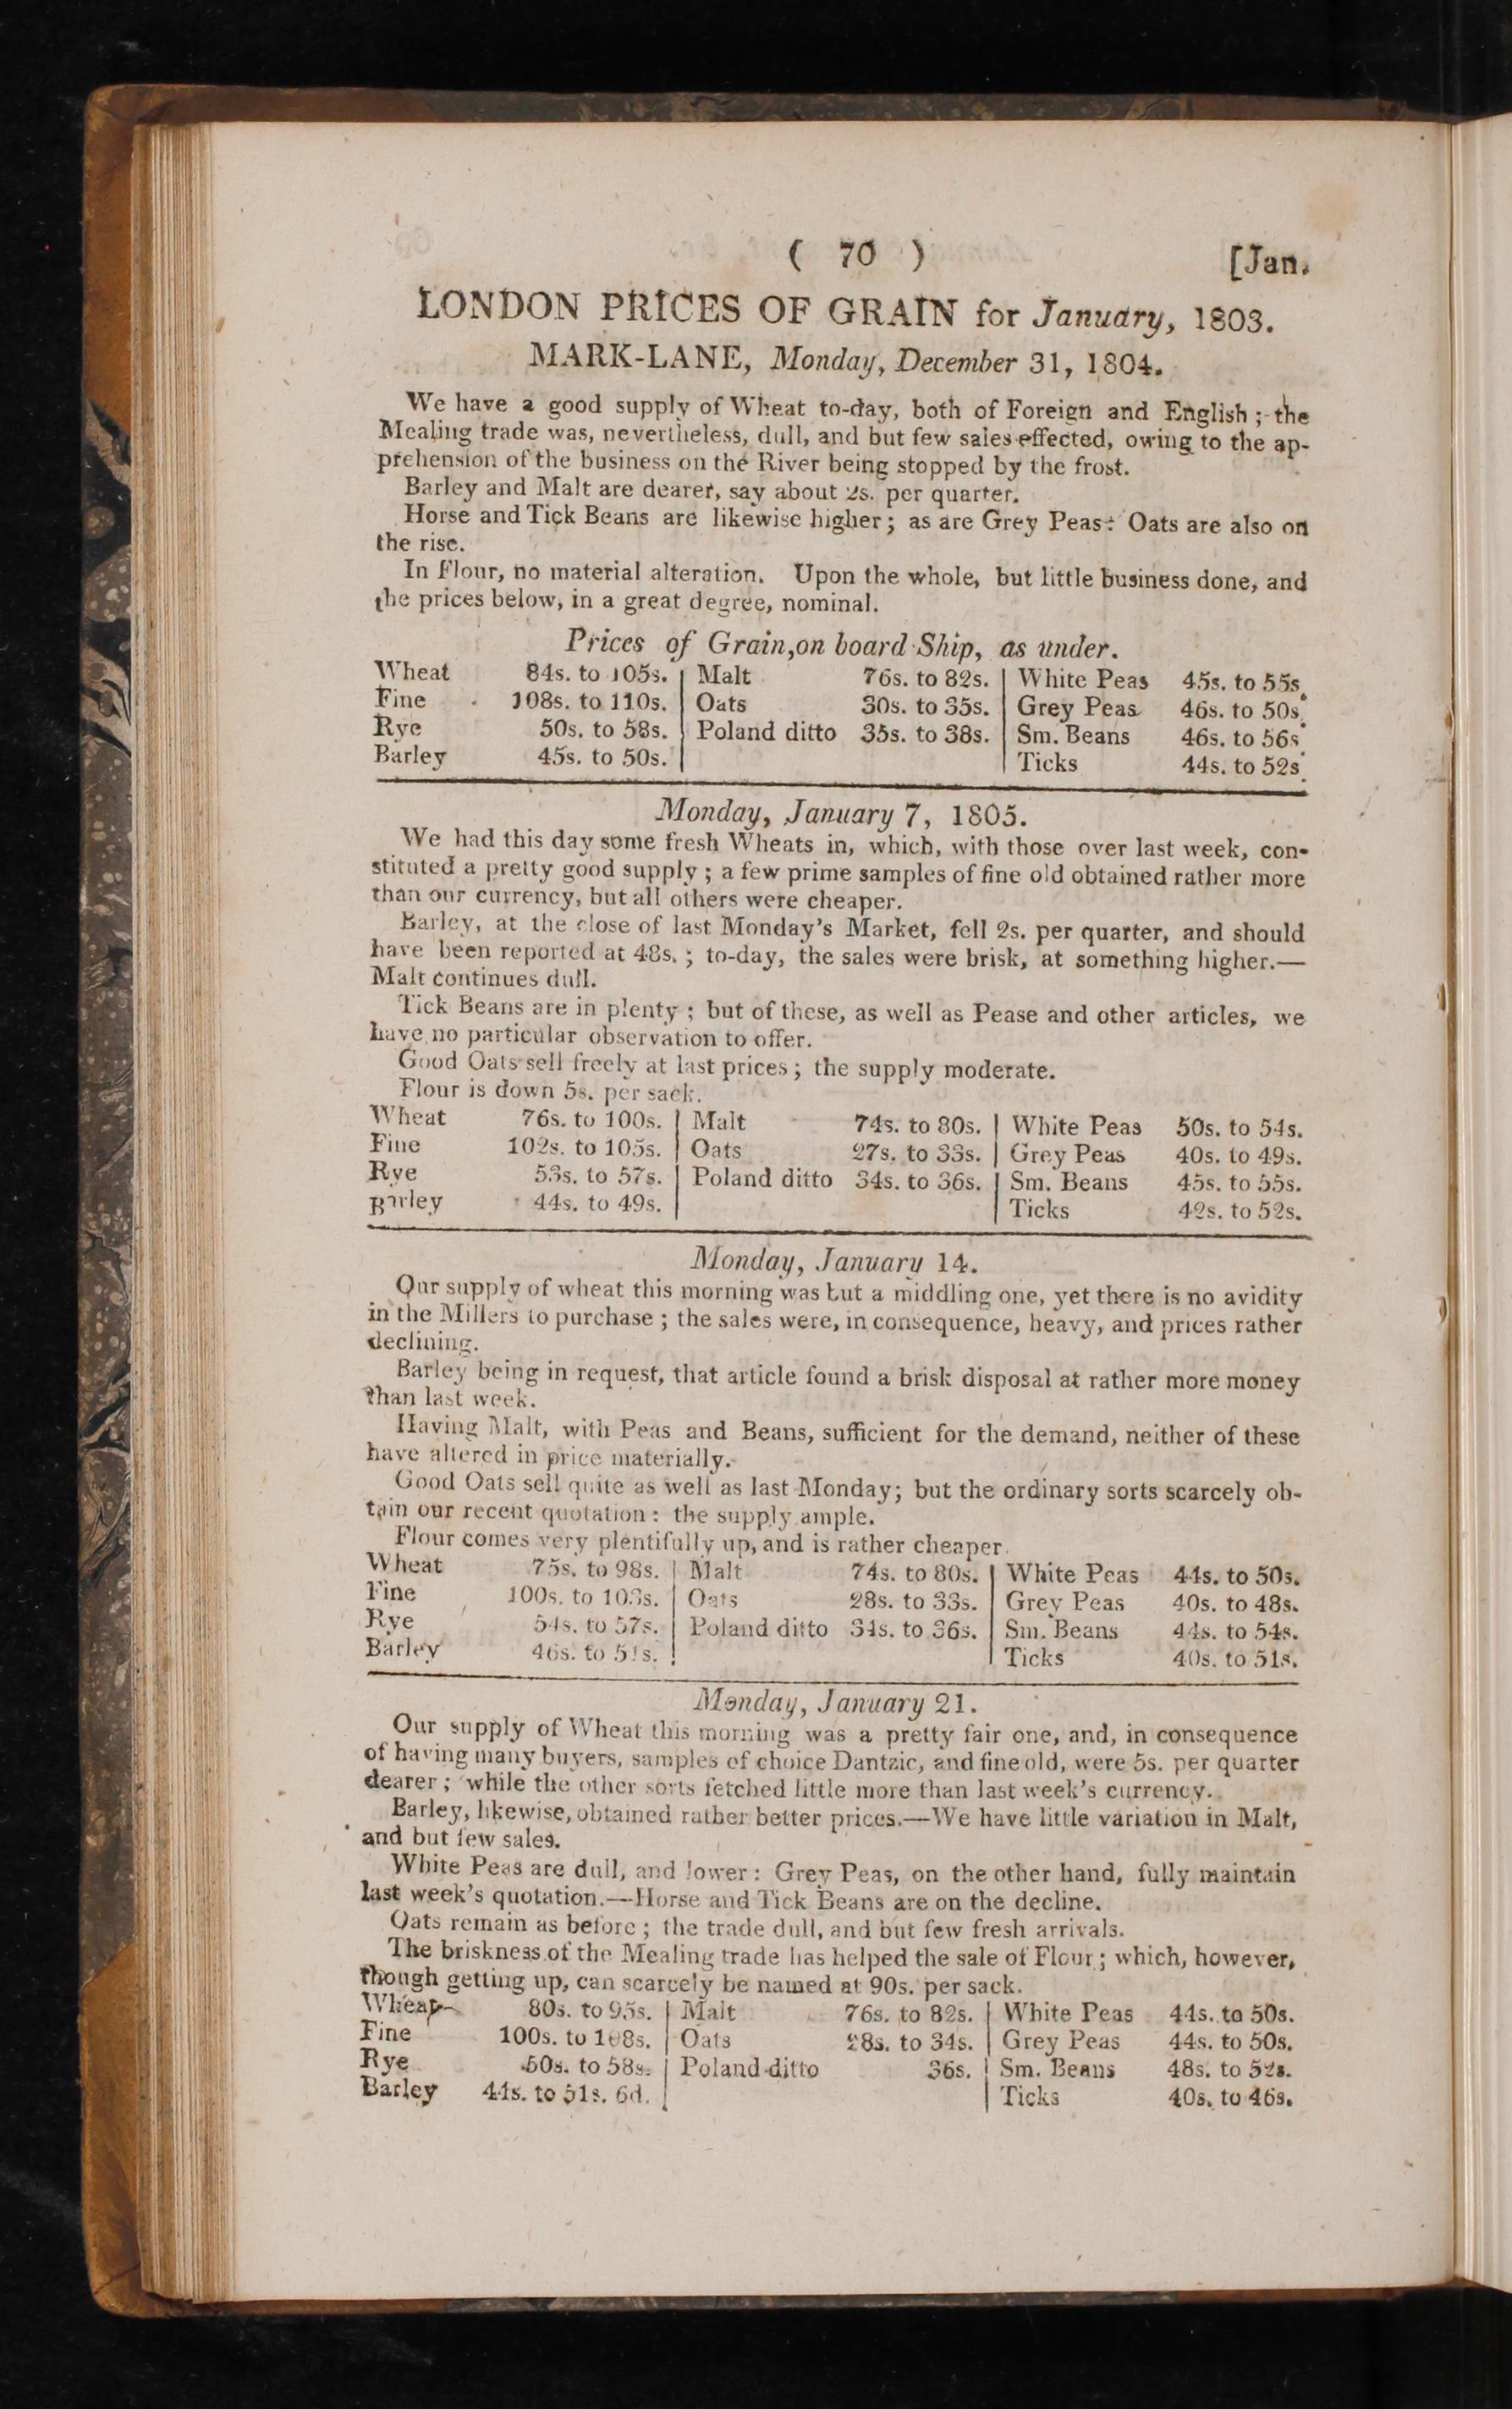 ( 70 ) [Jan.
LONDON PRICES OF GRAIN for January, 1803.
MARK-LANE, Monday, December 31, 1804.
We have a good supply of Wheat to-day, both of Foreign and English; the
Mealing trade was, nevertheless, dull, and but few sales effected, owing to the ap-
prehension of the business on the River being stopped by the frost.
Barley and Malt are dearer, say about 2s. per quarter.
Horse and Tick Beans are likewise higher; as are Grey Peas: Oats are also on
the rise.
In Flour, no material alteration. Upon the whole, but little business done, and
the prices below, in a great degree, nominal.
Prices of Grain, on board Ship, as under.
Wheat 84s. to 105s. | Malt 76s. to 82s. | White Peas 45s. to 55s.
Fine 108s. to 110s. | Oats 30s. to 35s. | Grey Peas 46s. to 50s.
Rye 50s. to 58s. | Poland ditto 35s. to 38s. | Sm. Beans 46s. to 56s.
Barley 45s. to 50s. | | Ticks 44s. to 52s.
Monday, January 7, 1805.
We had this day some fresh Wheats in, which, with those over last week, con-
stituted a pretty good supply; a few prime samples of fine old obtained rather more
than our currency, but all others were cheaper.
Barley, at the close of last Monday's Market, fell 2s. per quarter, and should
have been reported at 48s.; to-day, the sales were brisk, at something higher.—
Malt continues dull.
Tick Beans are in plenty; but of these, as well as Pease and other articles, we
have no particular observation to offer.
Good Oats sell freely at last prices; the supply moderate.
Flour is down 5s. per sack.
Wheat 76s. to 100s. | Malt 74s. to 80s. | White Peas 50s. to 54s.
Fine 102s. to 105s. | Oats 27s. to 33s. | Grey Peas 40s. to 49s.
Rye 53s. to 57s. | Poland ditto 34s. to 36s. | Sm. Beans 45s. to 55s.
Barley 44s. to 49s. | | Ticks 42s. to 52s.
Monday, January 14.
Our supply of wheat this morning was but a middling one, yet there is no avidity
in the Millers to purchase; the sales were, in consequence, heavy, and prices rather
declining.
Barley being in request, that article found a brisk disposal at rather more money
than last week.
Having Malt, with Peas and Beans, sufficient for the demand, neither of these
have altered in price materially.
Good Oats sell quite as well as last Monday; but the ordinary sorts scarcely ob-
tain our recent quotation: the supply ample.
Flour comes very plentifully up, and is rather cheaper.
Wheat 75s. to 98s. | Malt 74s. to 80s. | White Peas 44s. to 50s.
Fine 100s. to 103s. | Oats 28s. to 33s. | Grey Peas 40s. to 48s.
Rye 54s. to 57s. | Poland ditto 34s. to 36s. | Sm. Beans 44s. to 54s.
Barley 46s. to 51s. | | Ticks 40s. to 51s.
Monday, January 21.
Our supply of Wheat this morning was a pretty fair one, and, in consequence
of having many buyers, samples of choice Dantzic, and fine old, were 5s. per quarter
dearer; while the other sorts fetched little more than last week's currency.
Barley, likewise, obtained rather better prices.—We have little variation in Malt,
and but few sales.
White Peas are dull, and lower: Grey Peas, on the other hand, fully maintain
last week's quotation.—Horse and Tick Beans are on the decline.
Oats remain as before; the trade dull, and but few fresh arrivals.
The briskness of the Mealing trade has helped the sale of Flour; which, however,
though getting up, can scarcely be named at 90s. per sack.
Wheat 80s. to 95s. | Malt 76s. to 82s. | White Peas 44s. to 50s.
Fine 100s. to 108s. | Oats 28s. to 34s. | Grey Peas 44s. to 50s.
Rye 50s. to 58s. | Poland ditto 36s. | Sm. Beans 48s. to 52s.
Barley 44s. to 51s. 6d. | | Ticks 40s. to 46s.